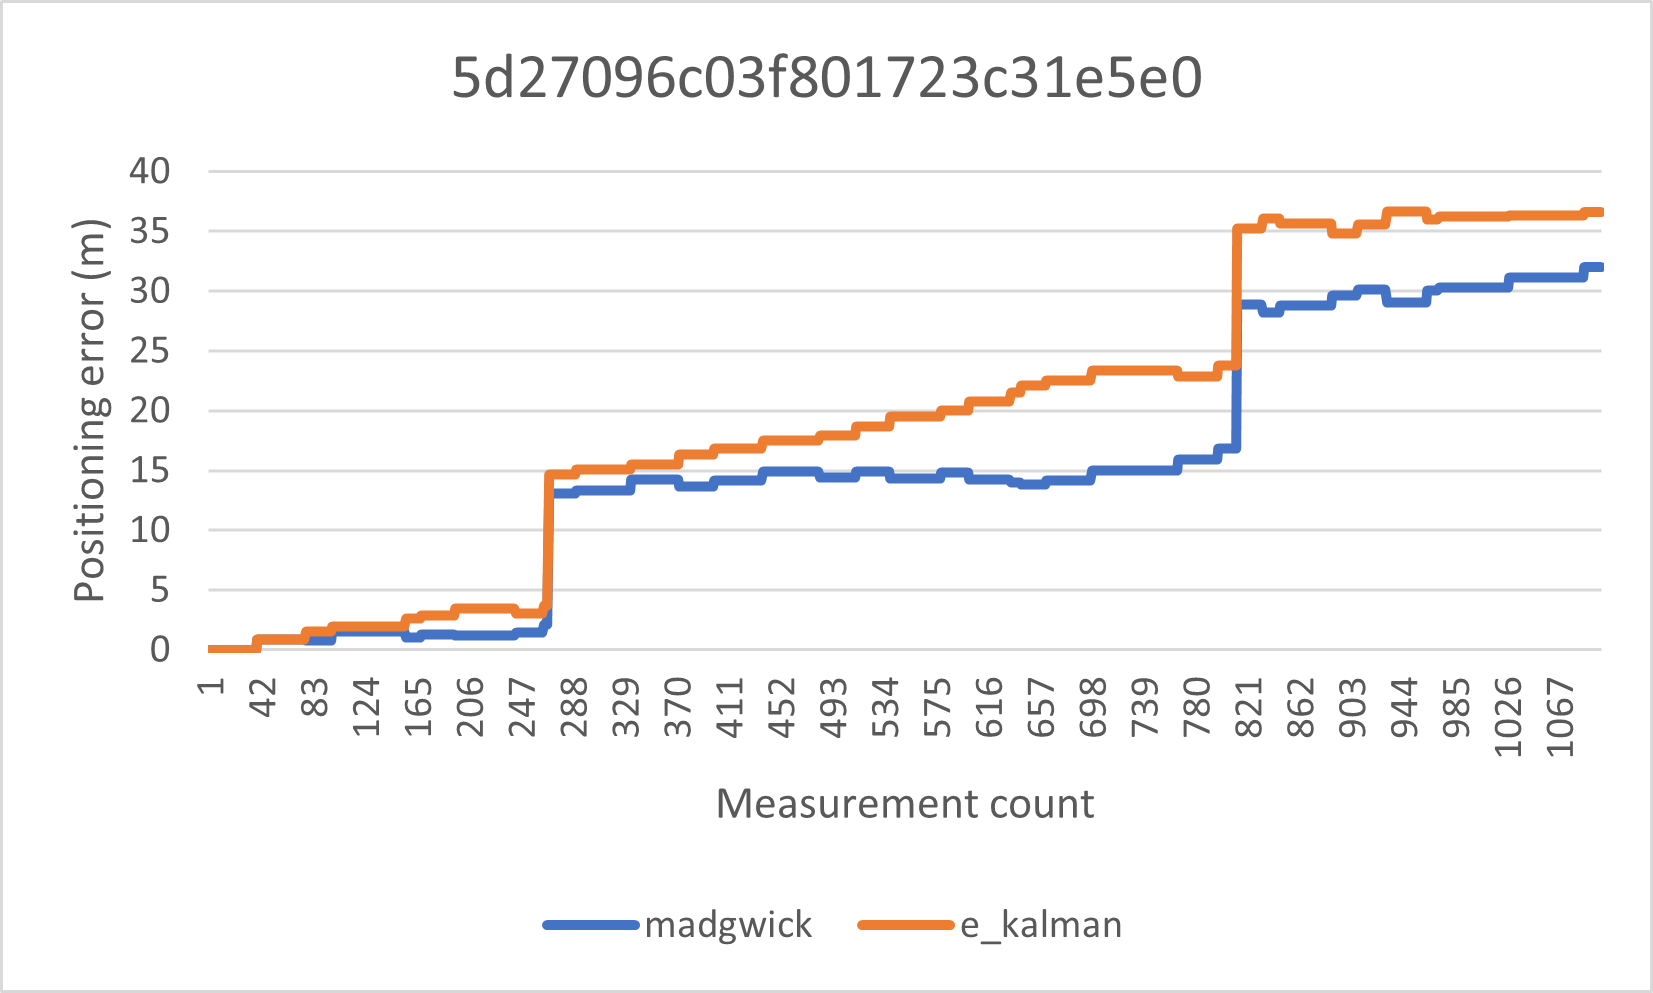 5d27096c03f801723c31e5e0
Positioning error (m)
40
35
30
25
20
15
10
5
0
1 42 83 124 165 206 247 288 329 370 411 452 493 534 575 616 657 698 739 780 821 862 903 944 985 1026 1067
Measurement count
madgwick e_kalman